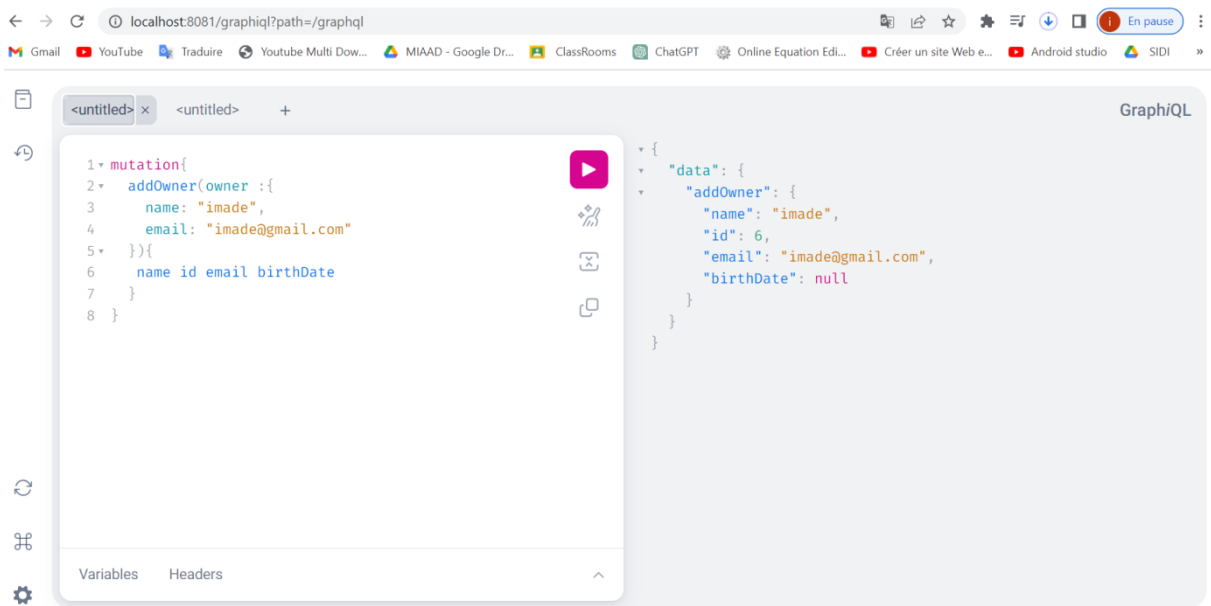 localhost:8081/graphiql?path=/graphql
i En pause
Gmail YouTube Traduire Youtube Multi Dow... MIAAD - Google Dr... ClassRooms ChatGPT Online Equation Edi... Créer un site Web e... Android studio SIDI »
<untitled> × <untitled> + GraphiQL
1 mutation{
2 addOwner(owner :{
3 name: "imade",
4 email: "imade@gmail.com"
5 }){
6 name id email birthDate
7 }
8 }
{
"data": {
"addOwner": {
"name": "imade",
"id": 6,
"email": "imade@gmail.com",
"birthDate": null
}
}
}
Variables Headers